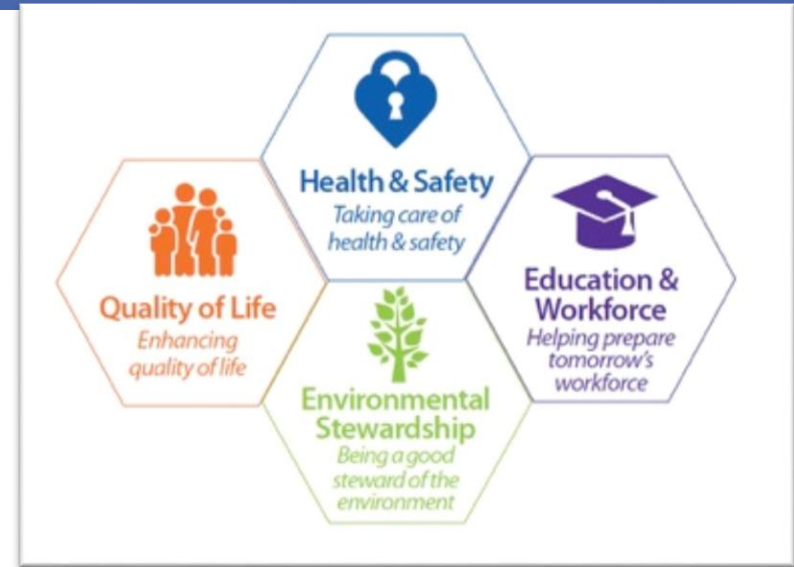 Health & Safety
Taking care of
health & safety
Quality of Life
Enhancing
quality of life
Education &
Workforce
Helping prepare
tomorrow's
workforce
Environmental
Stewardship
Being a good
steward of the
environment